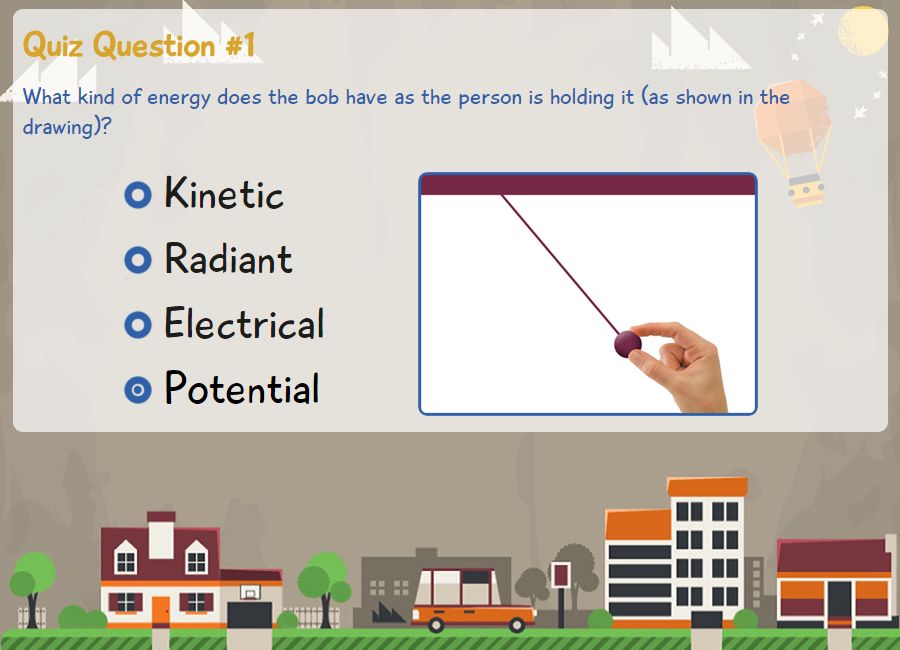 Quiz Question #1
What kind of energy does the bob have as the person is holding it (as shown in the
drawing)?
Kinetic
Radiant
Electrical
Potential